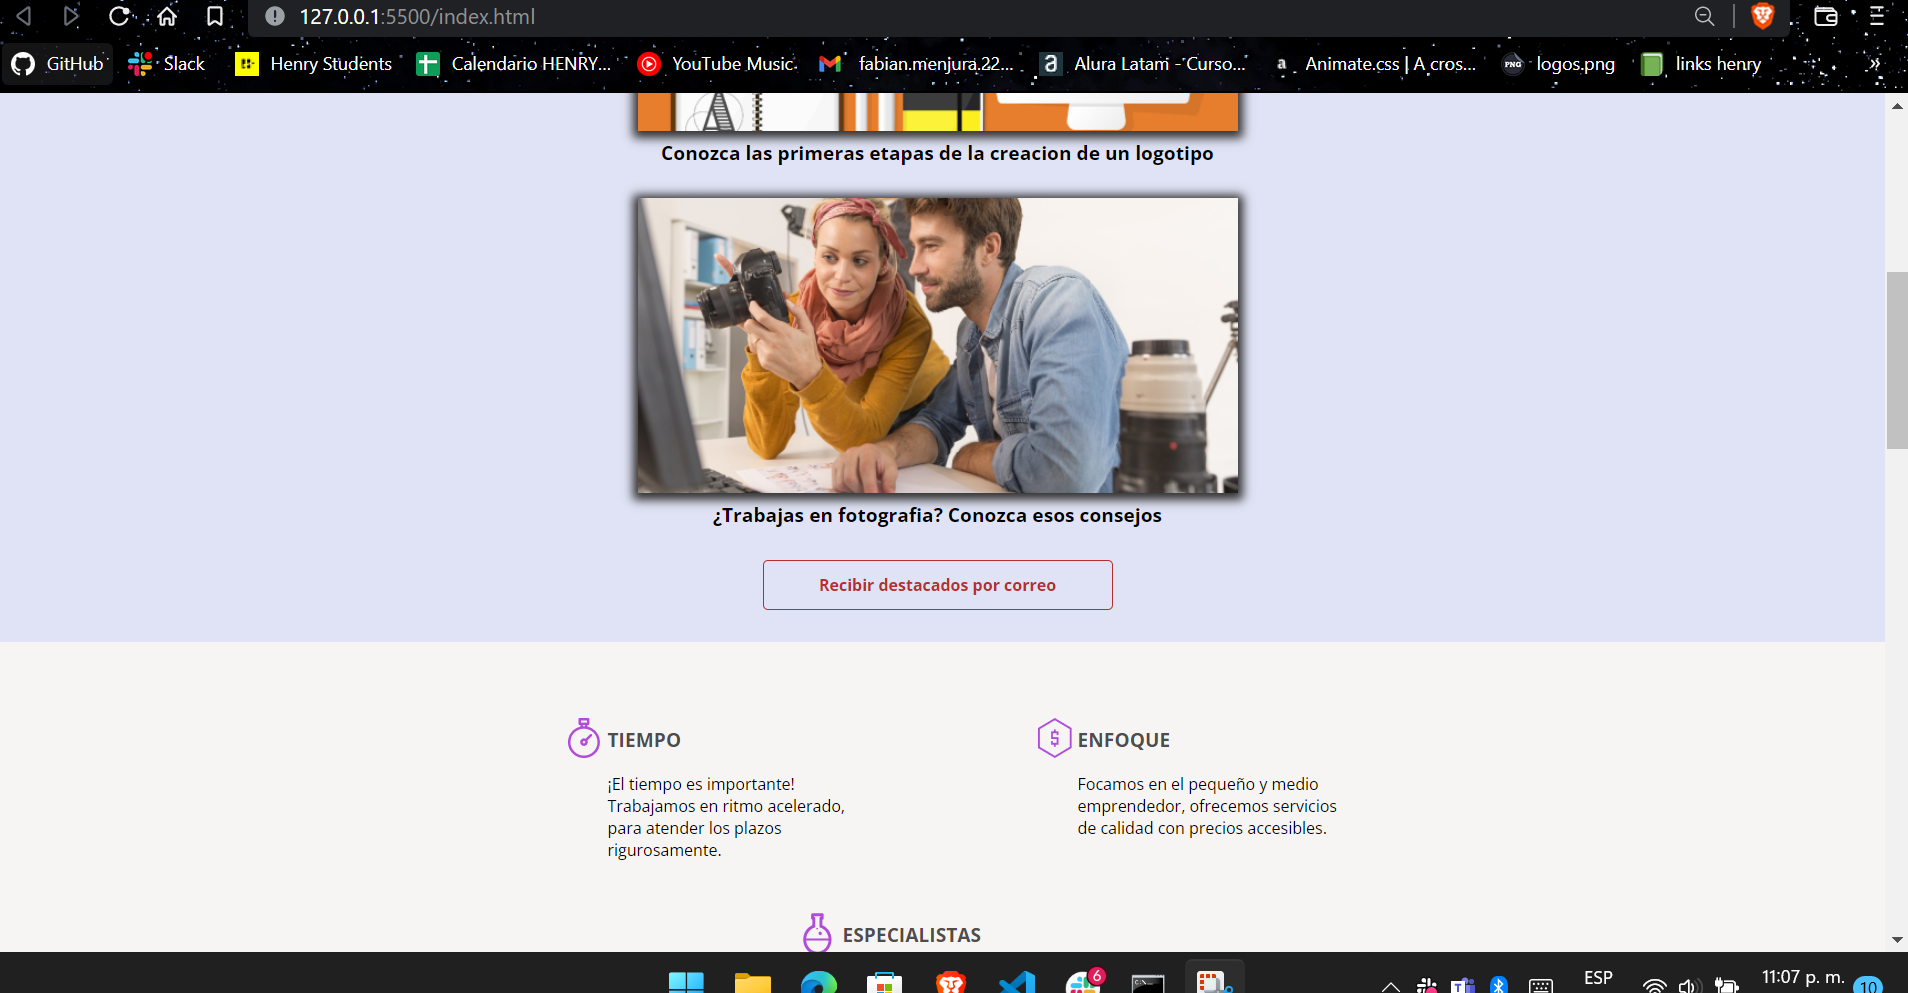 127.0.0.1:5500/index.html
GitHub
Slack
Henry Students
Calendario HENRY...
YouTube Music
fabian.menjura.22...
Alura Latam - Curso...
a
Animate.css | A cros...
PNG
logos.png
links henry
»
A
Conozca las primeras etapas de la creacion de un logotipo
¿Trabajas en fotografia? Conozca esos consejos
Recibir destacados por correo
TIEMPO
¡El tiempo es importante!
Trabajamos en ritmo acelerado,
para atender los plazos
rigurosamente.
$ ENFOQUE
Focamos en el pequeño y medio
emprendedor, ofrecemos servicios
de calidad con precios accesibles.
ESPECIALISTAS
6
ESP
11:07 p. m.
10